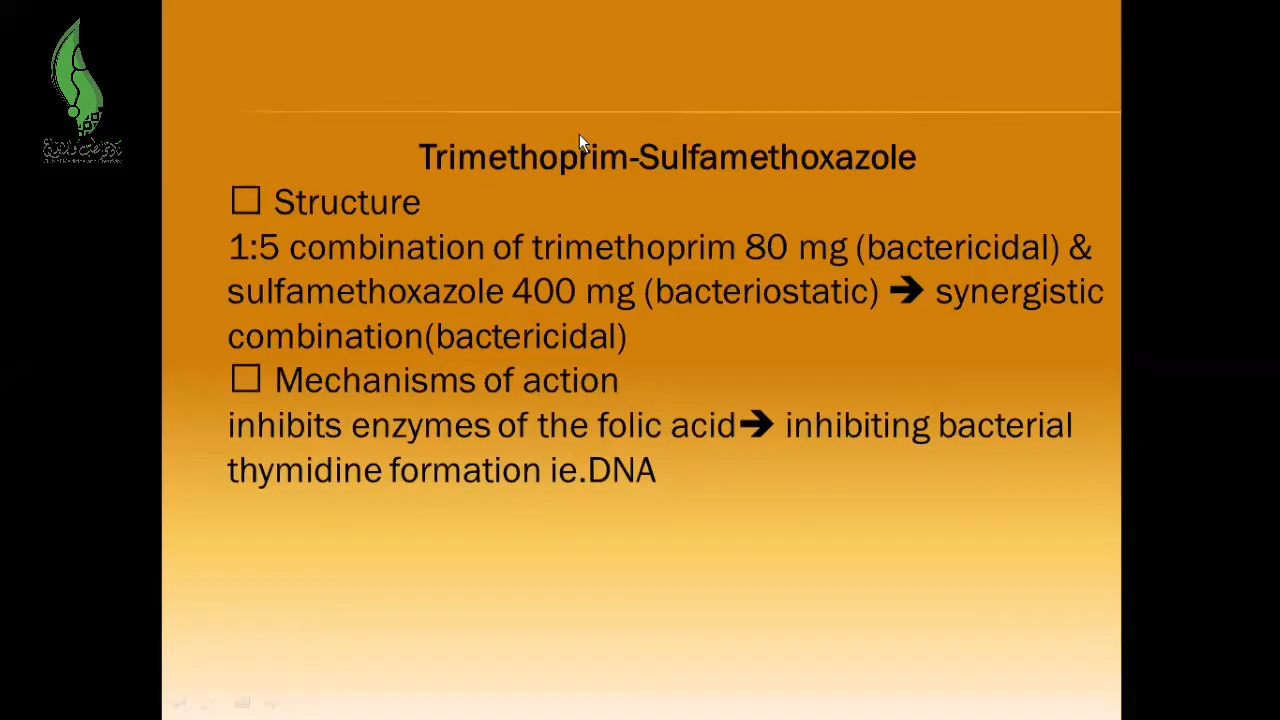 Trimethoprim-Sulfamethoxazole
☐ Structure
1:5 combination of trimethoprim 80 mg (bactericidal) &
sulfamethoxazole 400 mg (bacteriostatic) ➔ synergistic
combination(bactericidal)
☐ Mechanisms of action
inhibits enzymes of the folic acid➔ inhibiting bacterial
thymidine formation ie.DNA